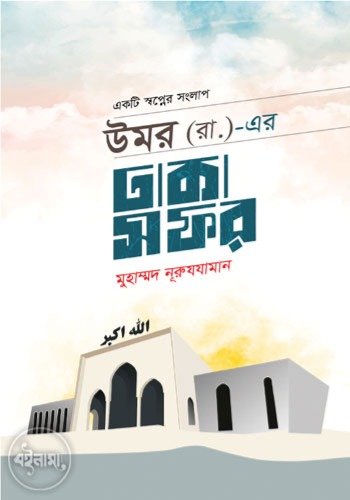 একটি স্বপ্নের সংলাপ
উমর (রা.)-এর
ঢাকা
সফর
মুহাম্মদ নূরুযযামান
الله اكبر
বইনামা